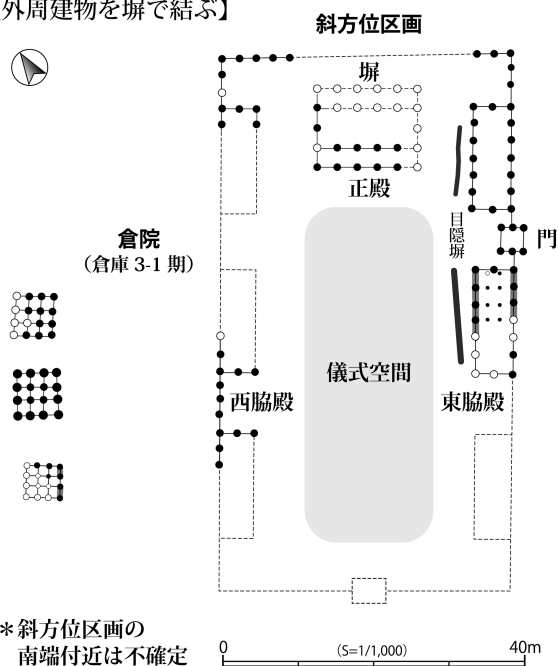 外周建物を塀で結ぶ】
斜方位区画
塀
正殿
目隠塀
門
倉院
（倉庫 3-1 期）
儀式空間
西脇殿
東脇殿
＊斜方位区画の
南端付近は不確定
0
（S=1/1,000）
40m